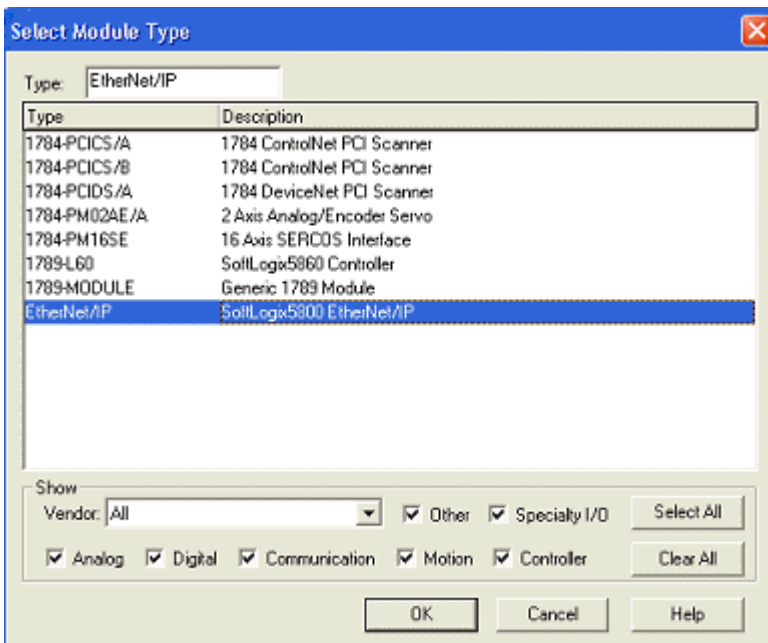 Select Module Type
Type: EtherNet/IP
Type Description
1784-PCICS/A 1784 ControlNet PCI Scanner
1784-PCICS/B 1784 ControlNet PCI Scanner
1784-PCIDS/A 1784 DeviceNet PCI Scanner
1784-PM02AE/A 2 Axis Analog/Encoder Servo
1784-PM16SE 16 Axis SERCOS Interface
1789-L60 SoftLogix5860 Controller
1789-MODULE Generic 1789 Module
EtherNet/IP SoftLogix5800 EtherNet/IP
Show
Vendor: All Other Specialty I/O Select All
Analog Digital Communication Motion Controller Clear All
OK Cancel Help